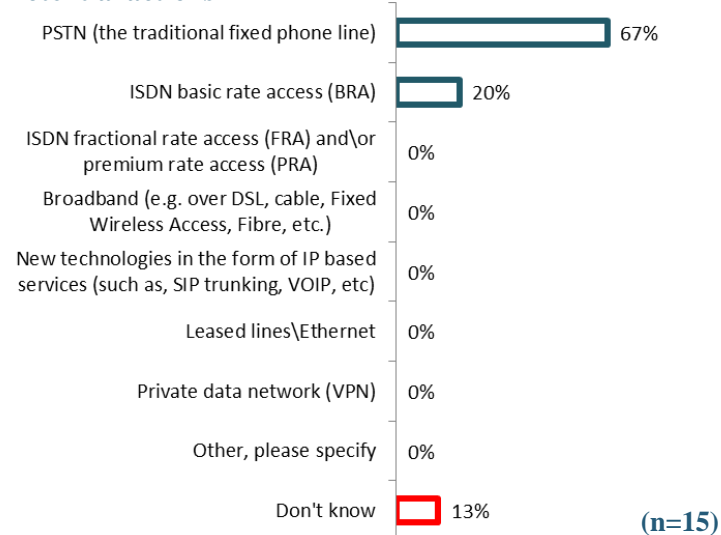 PSTN (the traditional fixed phone line)
67%
ISDN basic rate access (BRA)
20%
ISDN fractional rate access (FRA) and\or
premium rate access (PRA)
0%
Broadband (e.g. over DSL, cable, Fixed
Wireless Access, Fibre, etc.)
0%
New technologies in the form of IP based
services (such as, SIP trunking, VOIP, etc)
0%
Leased lines\Ethernet
0%
Private data network (VPN)
0%
Other, please specify
0%
Don't know
13%
(n=15)